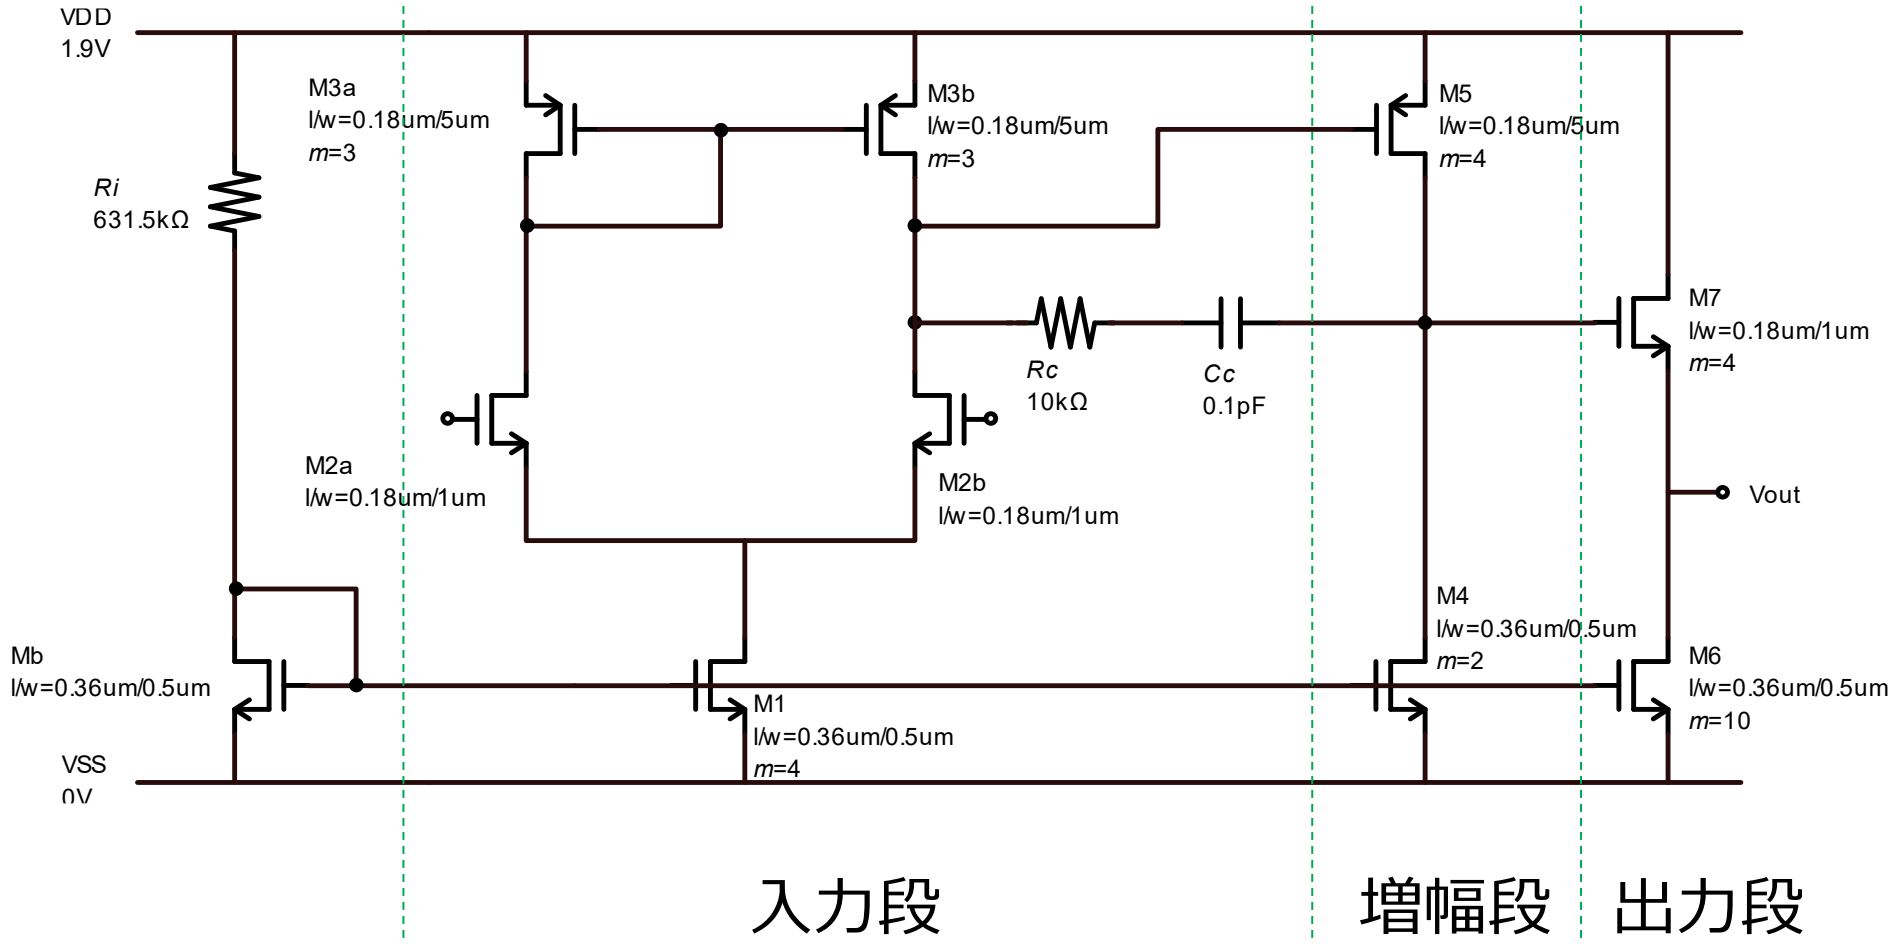 VDD
1.9V
M3a
l/w=0.18um/5um
m=3
M3b
l/w=0.18um/5um
m=3
M5
l/w=0.18um/5um
m=4
Ri
631.5kΩ
M7
l/w=0.18um/1um
m=4
Rc
10kΩ
Cc
0.1pF
M2a
l/w=0.18um/1um
M2b
l/w=0.18um/1um
Vout
Mb
l/w=0.36um/0.5um
M1
l/w=0.36um/0.5um
m=4
M4
l/w=0.36um/0.5um
m=2
M6
l/w=0.36um/0.5um
m=10
VSS
0V
入力段
増幅段
出力段